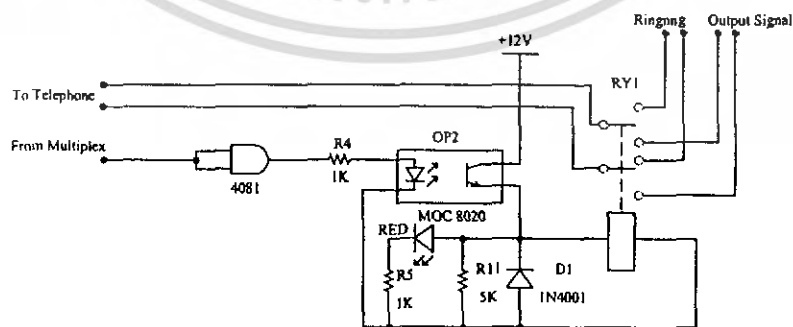 Ringnng Output Signal
+12V
RY1
To Telephone
From Multiplex
R4
OP2
1K
4081
MOC 8020
RED
R5
R11
D1
1K
5K
1N4001